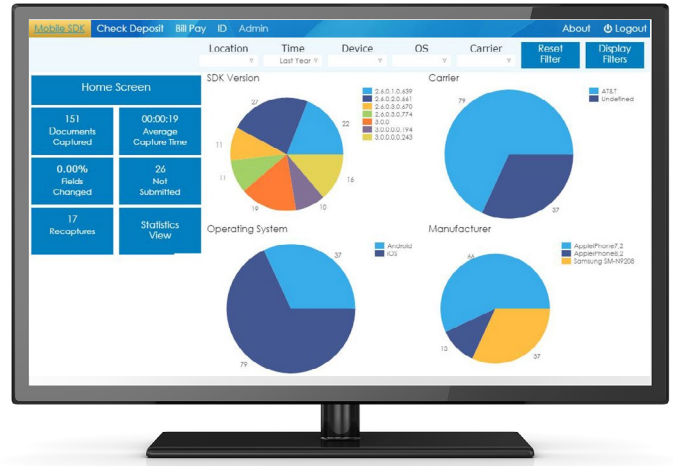 Mobile SDK Check Deposit Bill Pay ID Admin About Logout
Location Time Device OS Carrier Reset Filter Display Filters
Last Year
Home Screen
151 Documents Captured
00:00:19 Average Capture Time
0.00% Fields Changed
26 Not Submitted
17 Recaptures
Statistics View
SDK Version
27
22
11
11
16
19
10
2.6.0.1.0.639
2.6.0.2.0.661
2.6.0.3.0.670
2.6.0.3.0.774
3.0.0
3.0.0.0.0.194
3.0.0.0.0.243
Carrier
79
37
AT&T
Undefined
Operating System
37
79
Android
iOS
Manufacturer
66
13
37
AppleiPhone7,2
AppleiPhone8,2
Samsung SM-N9208